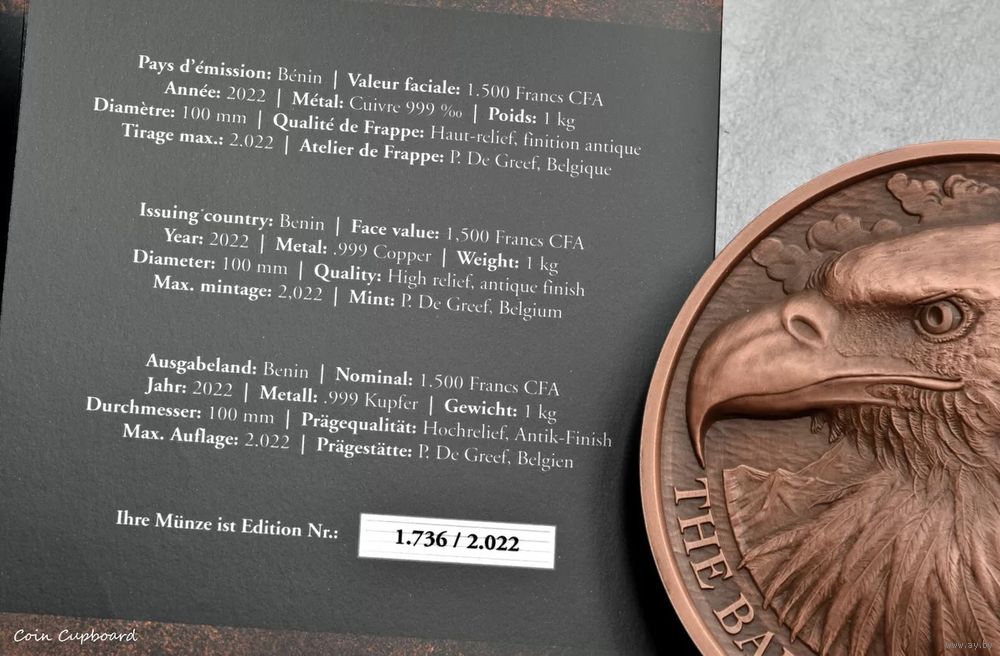 Pays d'émission: Bénin | Valeur faciale: 1.500 Francs CFA
Année: 2022 | Métal: Cuivre 999 ‰ | Poids: 1 kg
Diamètre: 100 mm | Qualité de Frappe: Haut-relief, finition antique
Tirage max.: 2.022 | Atelier de Frappe: P. De Greef, Belgique
Issuing country: Benin | Face value: 1,500 Francs CFA
Year: 2022 | Metal: .999 Copper | Weight: 1 kg
Diameter: 100 mm | Quality: High relief, antique finish
Max. mintage: 2,022 | Mint: P. De Greef, Belgium
Ausgabeland: Benin | Nominal: 1.500 Francs CFA
Jahr: 2022 | Metall: .999 Kupfer | Gewicht: 1 kg
Durchmesser: 100 mm | Prägequalität: Hochrelief, Antik-Finish
Max. Auflage: 2.022 | Prägestätte: P. De Greef, Belgien
Ihre Münze ist Edition Nr.: 1.736 / 2.022
THE BA
Coin Cupboard
www.ay.by